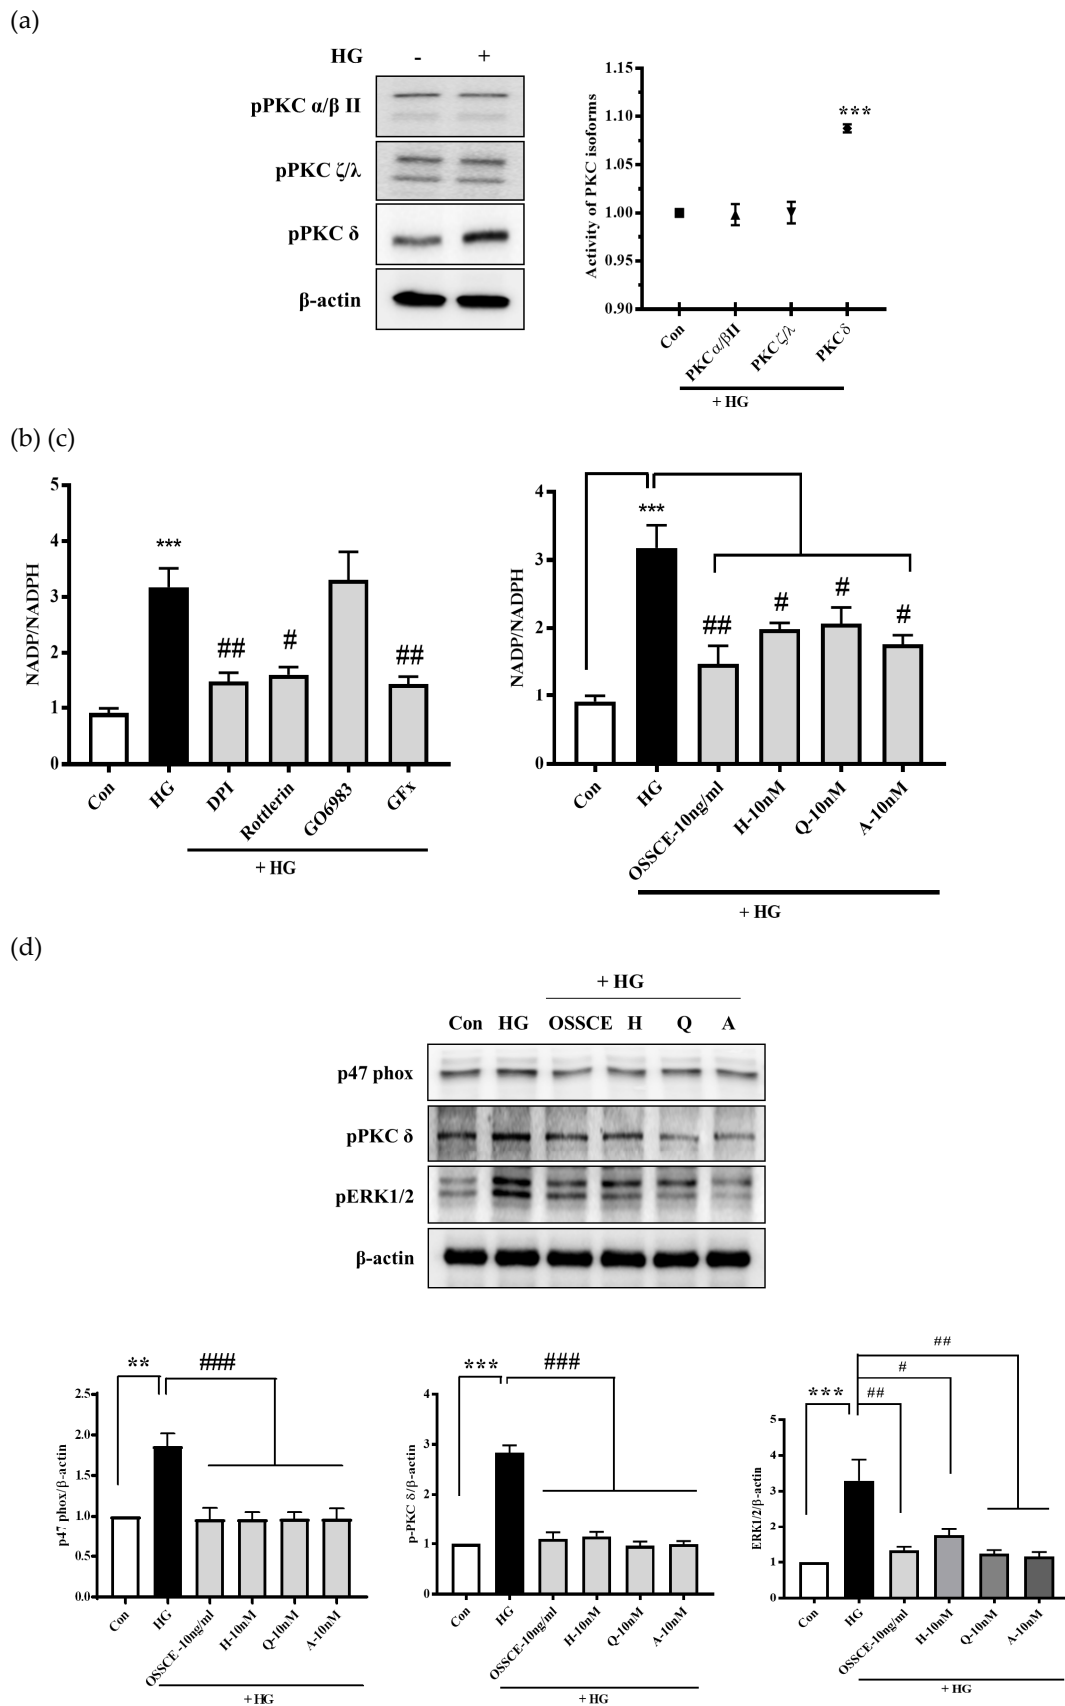 (a)
HG - +
pPKC α/β II
pPKC ζ/λ
pPKC δ
β-actin
Activity of PKC isoforms
1.15
1.10
1.05
1.00
0.95
0.90
***
Con
PKC α/βII
PKC ζ/λ
PKC δ
+ HG
(b) (c)
NADP/NADPH
5
4
3
2
1
0
***
##
#
##
Con
HG
DPI
Rottlerin
GO6983
GFx
+ HG
NADP/NADPH
4
3
2
1
0
***
##
#
#
#
Con
HG
OSSCE-10ng/ml
H-10nM
Q-10nM
A-10nM
+ HG
(d)
+ HG
Con HG OSSCE H Q A
p47 phox
pPKC δ
pERK1/2
β-actin
p47 phox/β-actin
2.5
2.0
1.5
1.0
0.5
0.0
**
###
Con
HG
OSSCE -10ng/ml
H-10nM
Q-10nM
A-10nM
+ HG
p-PKC δ/β-actin
4
3
2
1
0
***
###
Con
HG
OSSCE-10ng/ml
H-10nM
Q-10nM
A-10nM
+ HG
ERK1/2/β-actin
5
4
3
2
1
0
***
##
#
##
Con
HG
OSSCE-10ng/ml
H-10nM
Q-10nM
A-10nM
+ HG